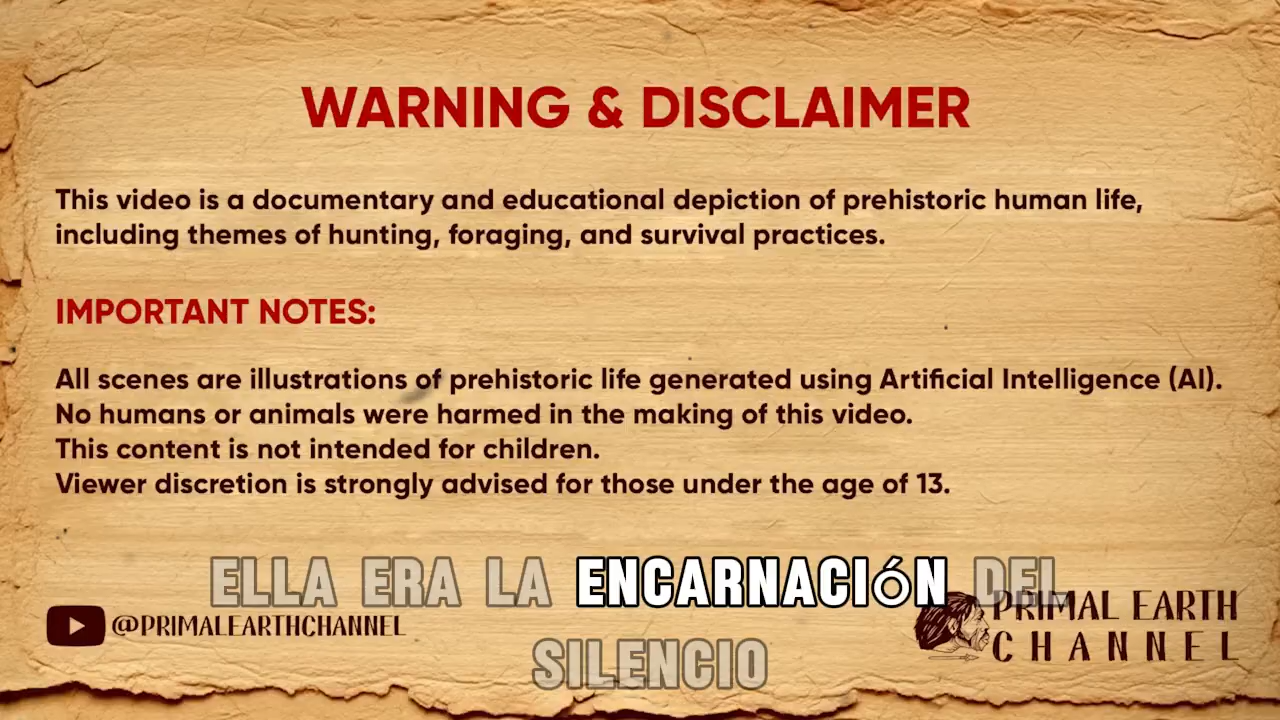 WARNING & DISCLAIMER
This video is a documentary and educational depiction of prehistoric human life,
including themes of hunting, foraging, and survival practices.
IMPORTANT NOTES:
All scenes are illustrations of prehistoric life generated using Artificial Intelligence (AI).
No humans or animals were harmed in the making of this video.
This content is not intended for children.
Viewer discretion is strongly advised for those under the age of 13.
ELLA ERA LA ENCARNACIóN DEL
SILENCIO
@PRIMALEARTHCHANNEL
PRIMAL EARTH
CHANNEL